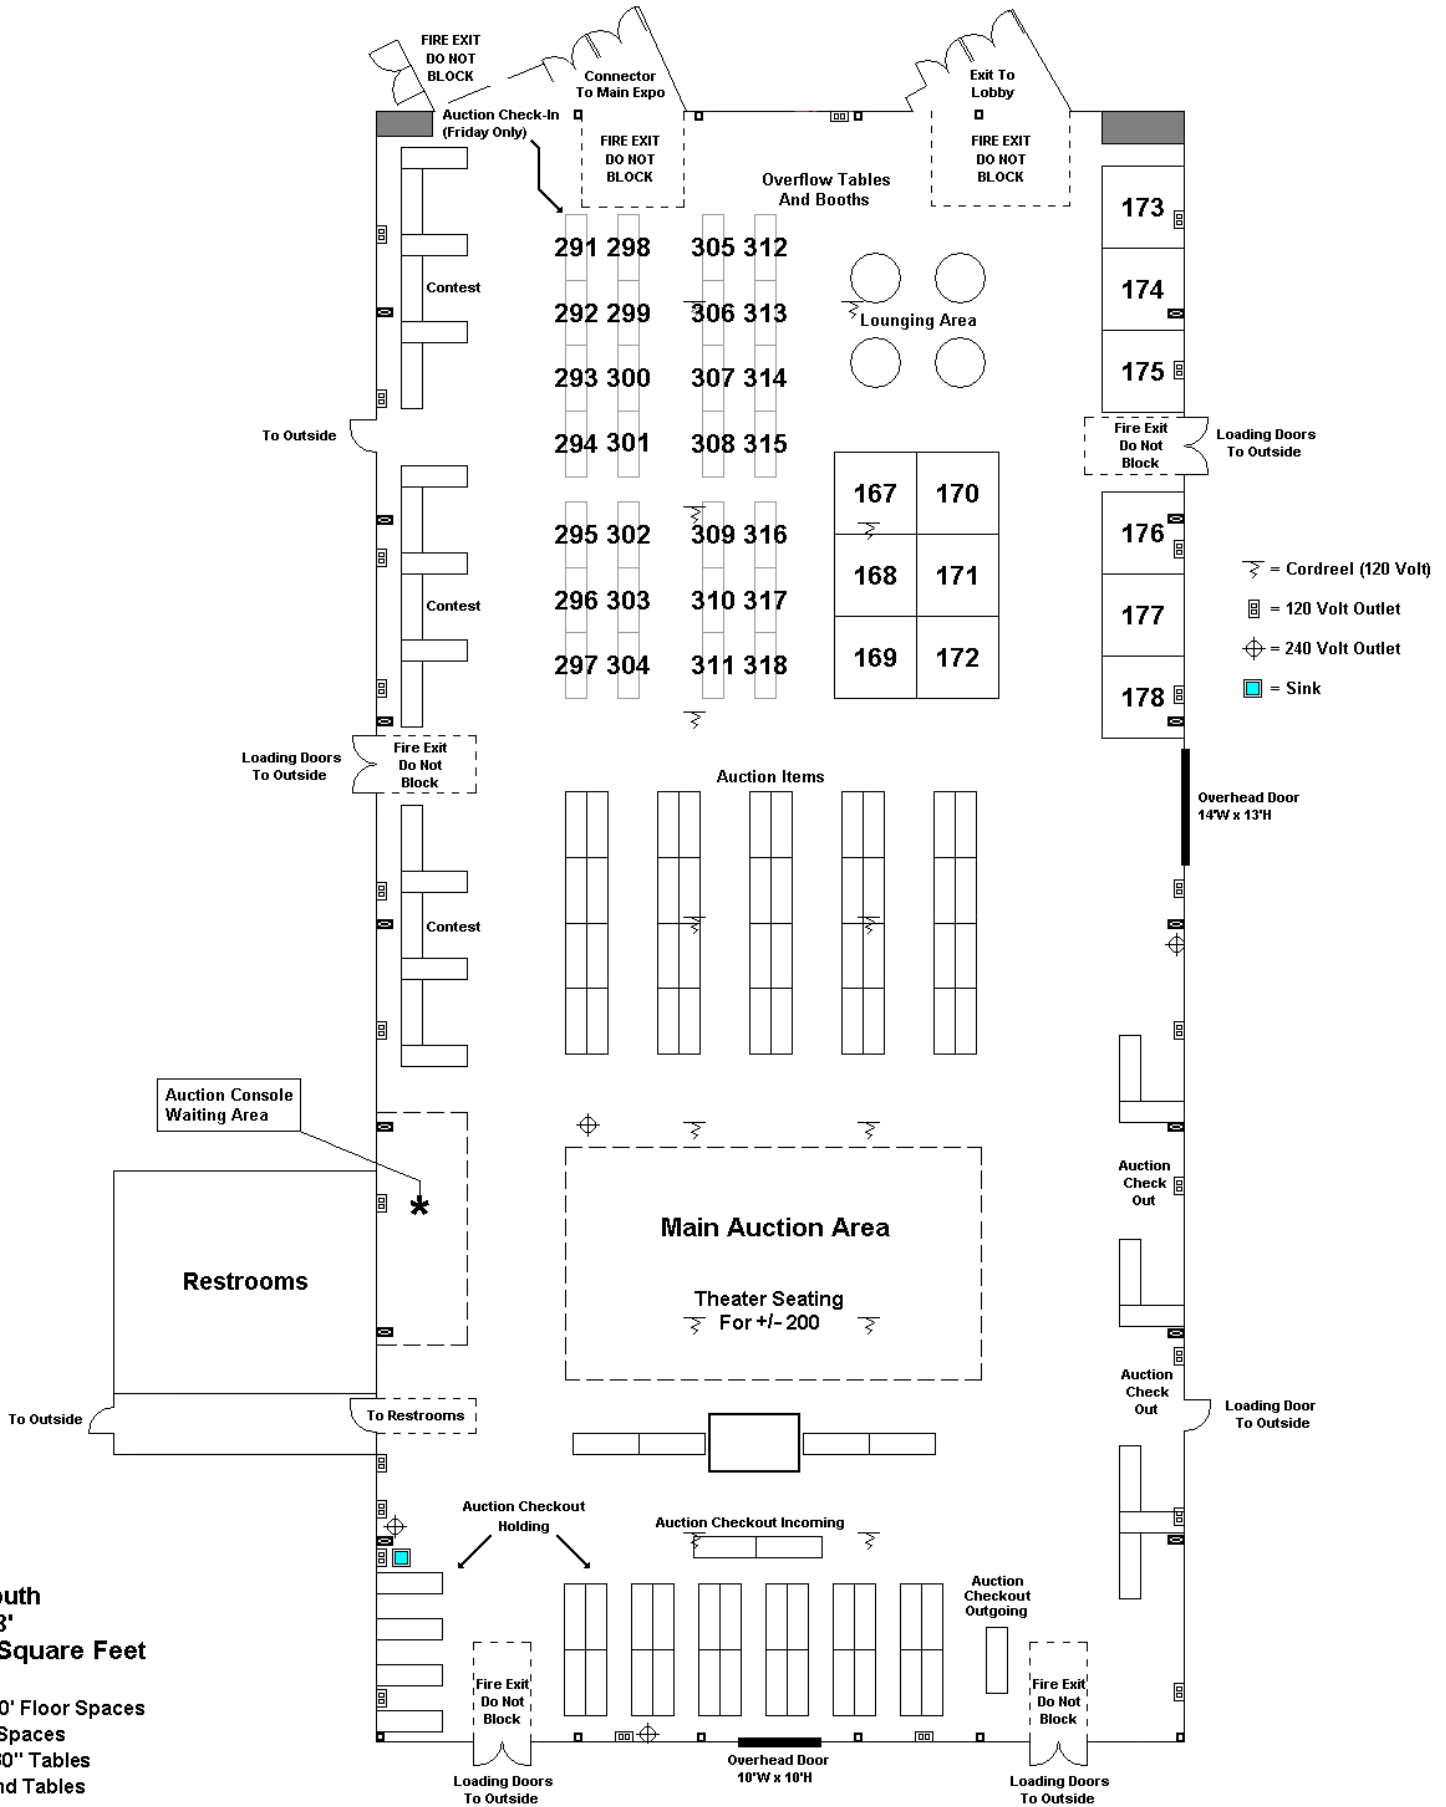 FIRE EXIT
DO NOT
BLOCK
Connector
To Main Expo
Exit To
Lobby
Auction Check-In
(Friday Only)
FIRE EXIT
DO NOT
BLOCK
FIRE EXIT
DO NOT
BLOCK
Overflow Tables
And Booths
291 298 305 312
292 299 306 313
293 300 307 314
294 301 308 315
295 302 309 316
296 303 310 317
297 304 311 318
Contest
Lounging Area
173
174
175
To Outside
Fire Exit
Do Not
Block
Loading Doors
To Outside
167 170
168 171
169 172
176
177
178
Contest
= Cordreel (120 Volt)
= 120 Volt Outlet
= 240 Volt Outlet
= Sink
Loading Doors
To Outside
Fire Exit
Do Not
Block
Auction Items
Overhead Door
14'W x 13'H
Contest
Auction Console
Waiting Area
*
Restrooms
Main Auction Area
Theater Seating
For +/- 200
Auction
Check
Out
Auction
Check
Out
To Outside
To Restrooms
Loading Door
To Outside
Auction Checkout
Holding
Auction Checkout Incoming
Auction
Checkout
Outgoing
Fire Exit
Do Not
Block
Fire Exit
Do Not
Block
Square Feet
0' Floor Spaces
Spaces
Tables
Tables
Loading Doors
To Outside
Overhead Door
10'W x 10'H
Loading Doors
To Outside